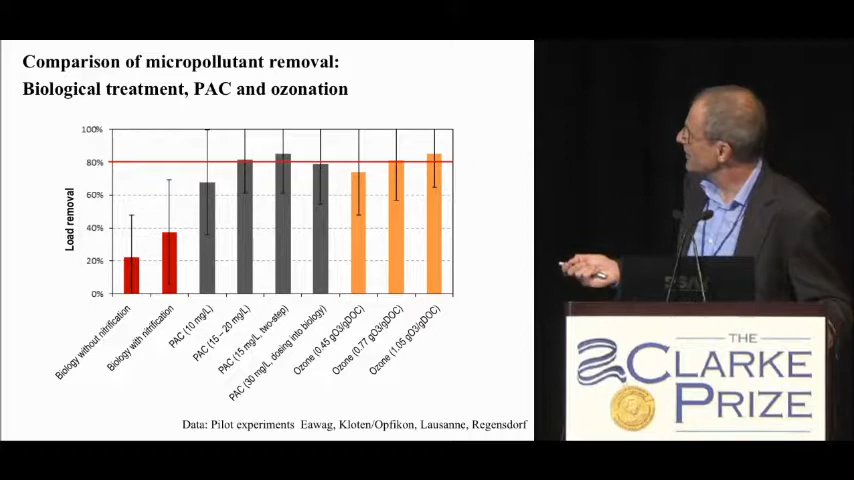 Comparison of micropollutant removal:
Biological treatment, PAC and ozonation
100%
80%
60%
40%
20%
0%
Load removal
Biology without nitrification
Biology with nitrification
PAC (10 mg/L)
PAC (15 – 20 mg/L)
PAC (15 mg/L, two-step)
PAC (30 mg/L, dosing into biology)
Ozone (0.45 gO3/gDOC)
Ozone (0.77 gO3/gDOC)
Ozone (1.05 gO3/gDOC)
Data: Pilot experiments Eawag, Kloten/Opfikon, Lausanne, Regensdorf
THE
CLARKE
PRIZE